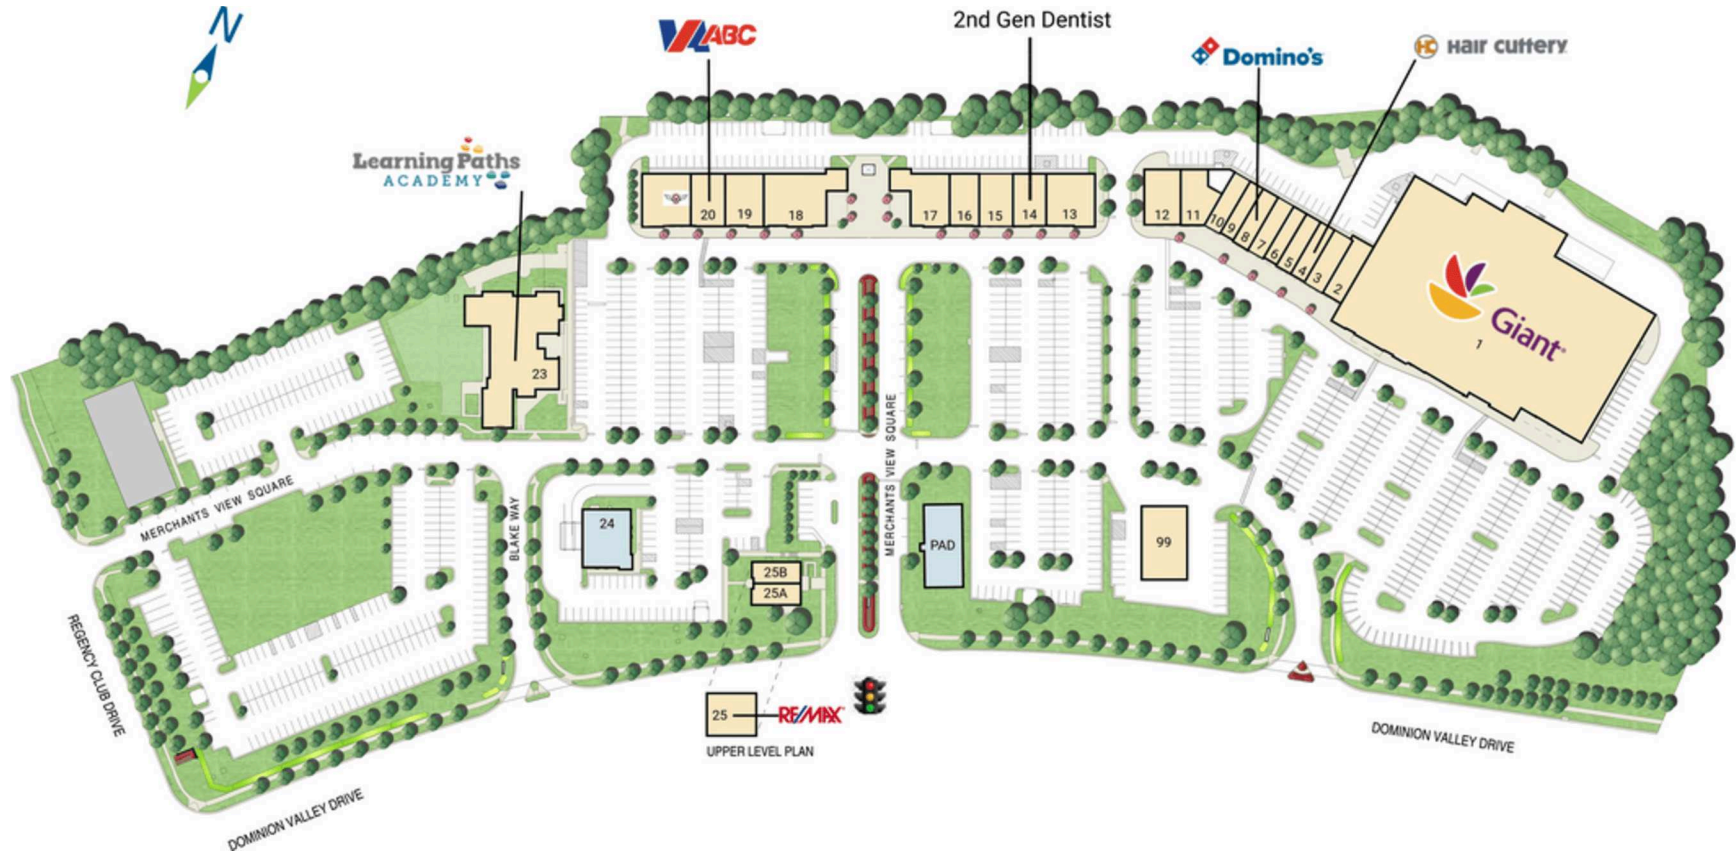 N
VA ABC
2nd Gen Dentist
Domino's
Hair Cuttery
Learning Paths
ACADEMY
20
19
18
17
16
15
14
13
12
11
10
9
8
7
6
5
4
3
2
Giant
1
23
MERCHANTS VIEW SQUARE
MERCHANTS VIEW SQUARE
BLAKE WAY
24
25B
25A
PAD
99
REGENCY CLUB DRIVE
25
RE/MAX
UPPER LEVEL PLAN
DOMINION VALLEY DRIVE
DOMINION VALLEY DRIVE